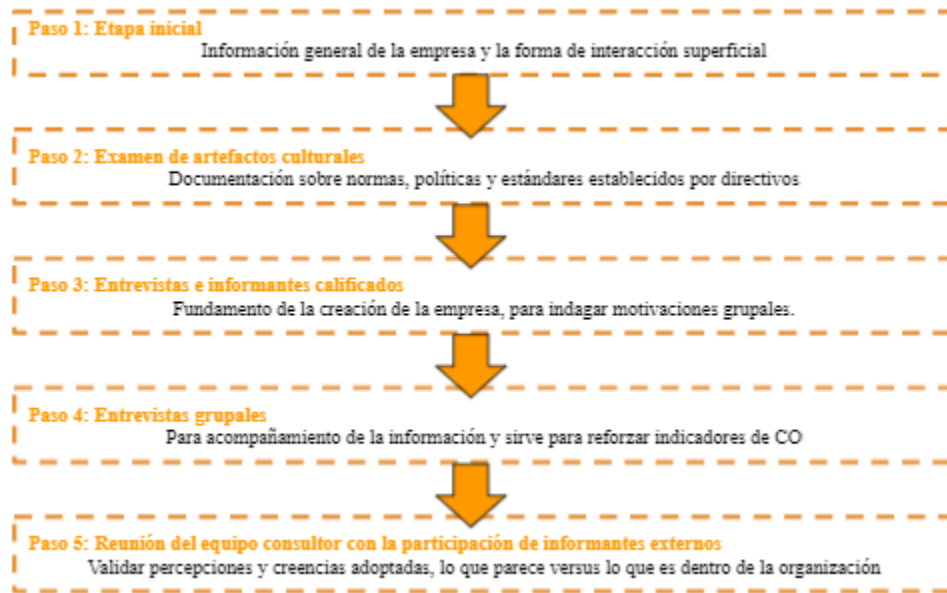 Paso 1: Etapa inicial
Información general de la empresa y la forma de interacción superficial
Paso 2: Examen de artefactos culturales
Documentación sobre normas, políticas y estándares establecidos por directivos
Paso 3: Entrevistas e informantes calificados
Fundamento de la creación de la empresa, para indagar motivaciones grupales.
Paso 4: Entrevistas grupales
Para acompañamiento de la información y sirve para reforzar indicadores de CO
Paso 5: Reunión del equipo consultor con la participación de informantes externos
Validar percepciones y creencias adoptadas, lo que parece versus lo que es dentro de la organización